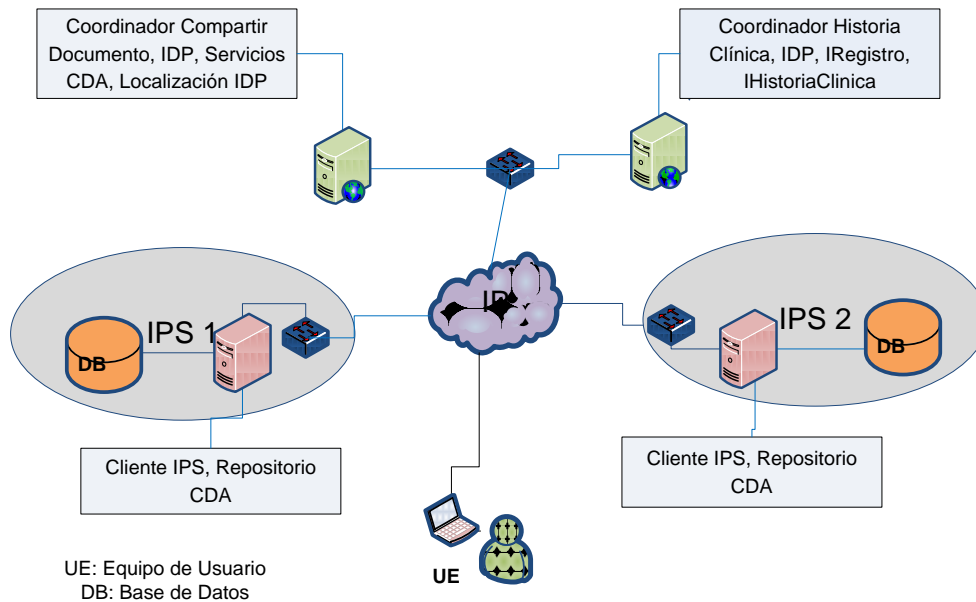 Coordinador Compartir
Documento, IDP, Servicios
CDA, Localización IDP
Coordinador Historia
Clínica, IDP, IRegistro,
IHistoriaClinica
IP
IPS 1
DB
IPS 2
DB
Cliente IPS, Repositorio
CDA
Cliente IPS, Repositorio
CDA
UE
UE: Equipo de Usuario
DB: Base de Datos